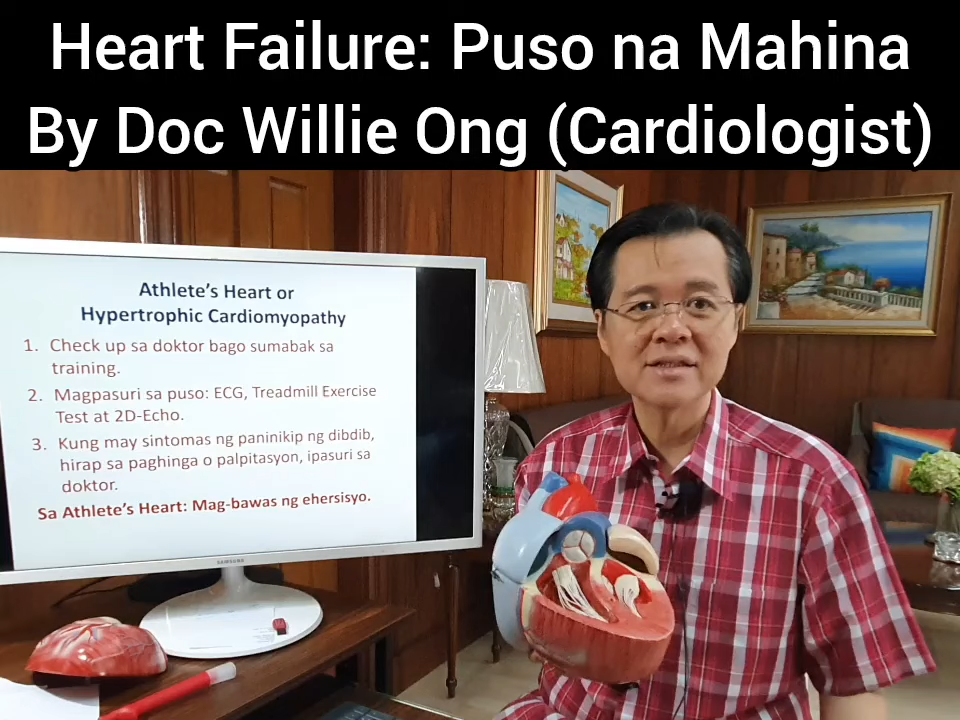 Heart Failure: Puso na Mahina
By Doc Willie Ong (Cardiologist)
Athlete's Heart or
Hypertrophic Cardiomyopathy
1. Check up sa doktor bago sumabak sa
training.
2. Magpasuri sa puso: ECG, Treadmill Exercise
Test at 2D-Echo.
3. Kung may sintomas ng paninikip ng dibdib,
hirap sa paghinga o palpitasyon, ipasuri sa
doktor.
Sa Athlete's Heart: Mag-bawas ng ehersisyo.
SAMSUNG